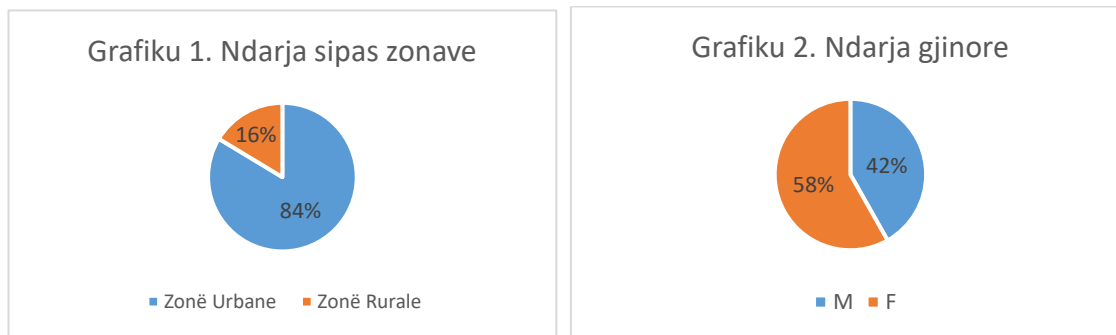 Grafiku 1. Ndarja sipas zonave
16%
84%
Zonë Urbane Zonë Rurale
Grafiku 2. Ndarja gjinore
42%
58%
M F